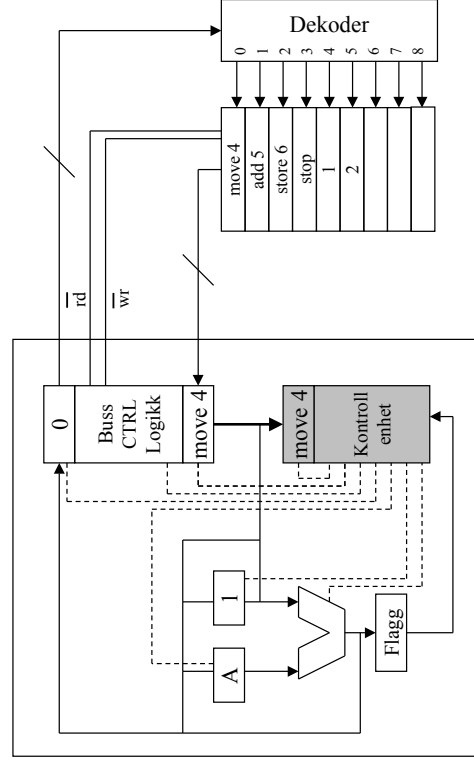 0
Buss
CTRL
Logikk
move 4
move 4
Kontroll
enhet
A
1
Flagg
rd
wr
move 4
add 5
store 6
stop
1
2
Dekoder
0
1
2
3
4
5
6
7
8